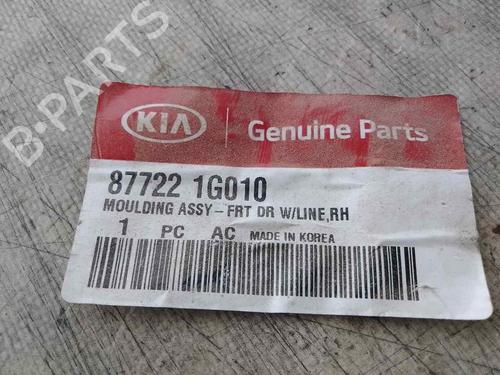 B-PARTS
KIA
Genuine Parts
87722 1G010
MOULDING ASSY-FRT DR W/LINE,RH
1 PC AC MADE IN KOREA